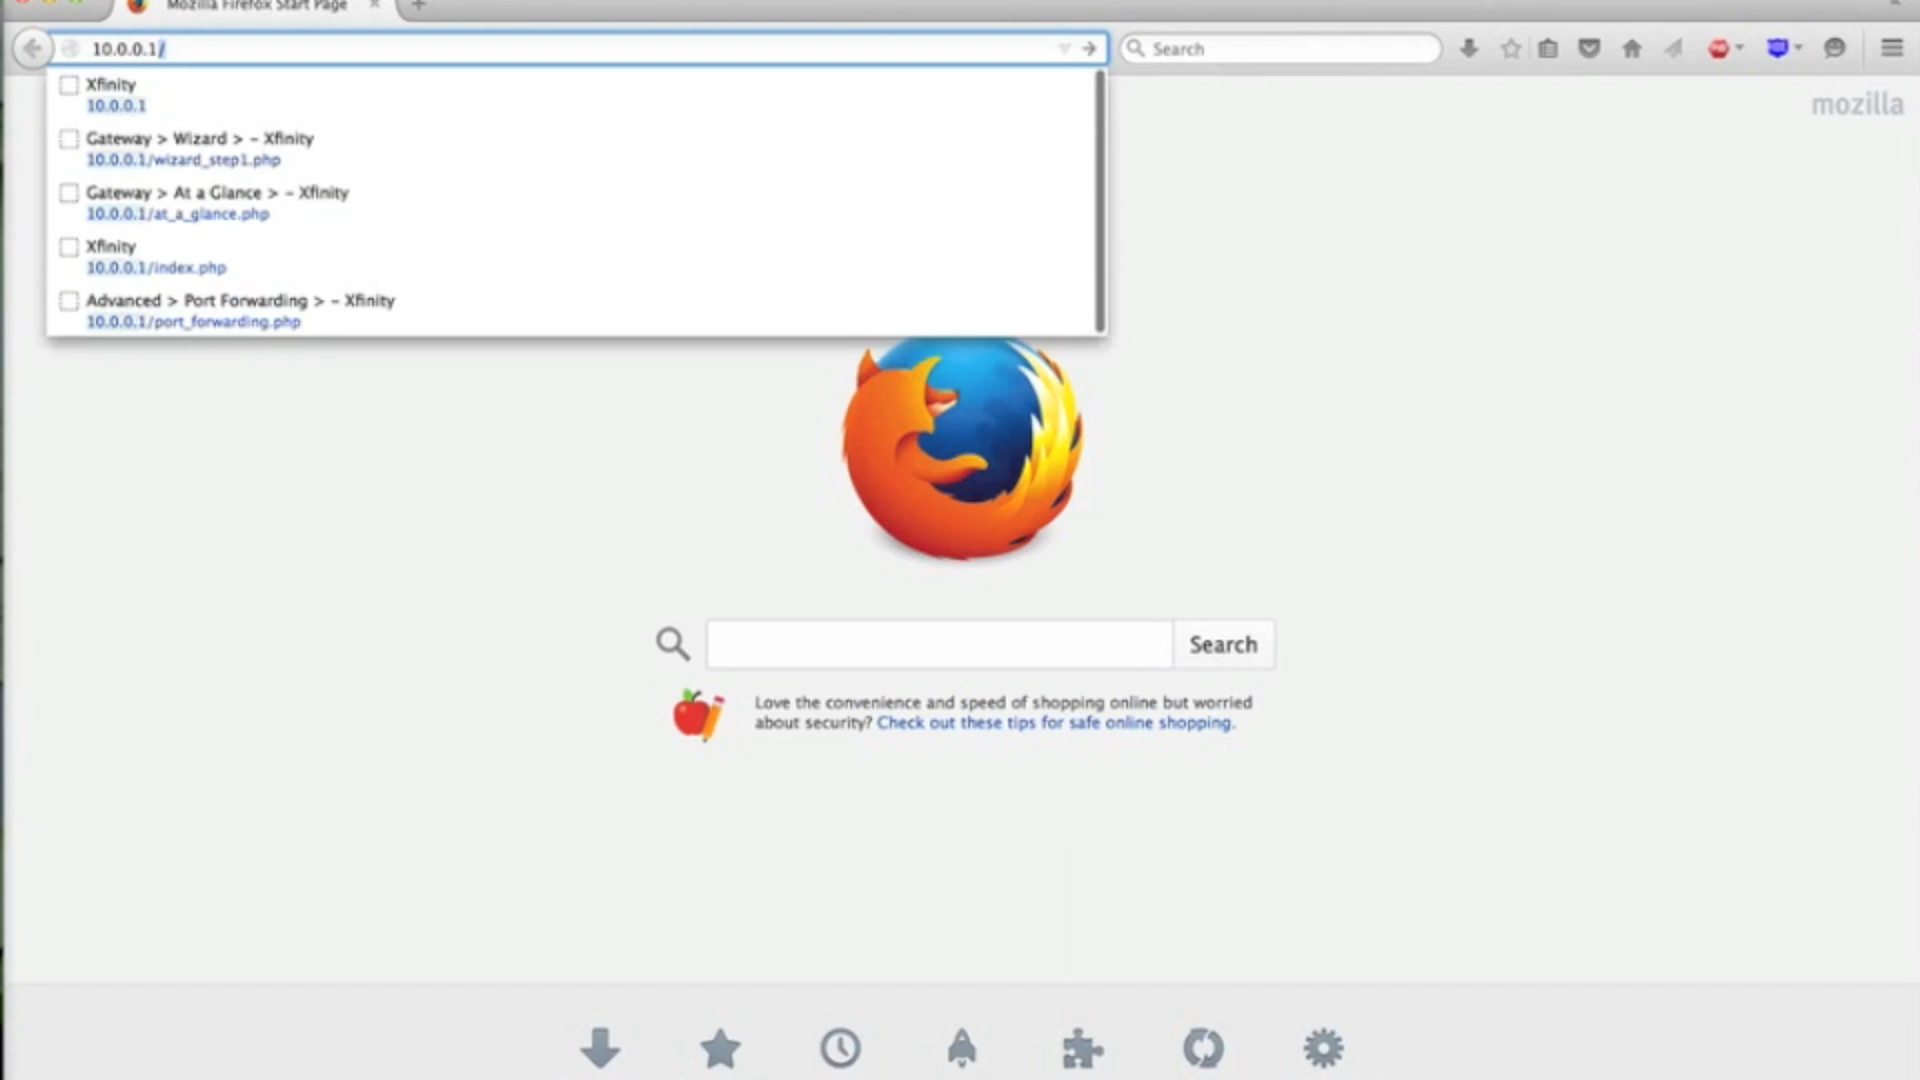 Mozilla Firefox Start Page
10.0.0.1/
Search
Xfinity
10.0.0.1
Gateway > Wizard > - Xfinity
10.0.0.1/wizard_step1.php
Gateway > At a Glance > - Xfinity
10.0.0.1/at_a_glance.php
Xfinity
10.0.0.1/index.php
Advanced > Port Forwarding > - Xfinity
10.0.0.1/port_forwarding.php
mozilla
Search
Love the convenience and speed of shopping online but worried
about security? Check out these tips for safe online shopping.